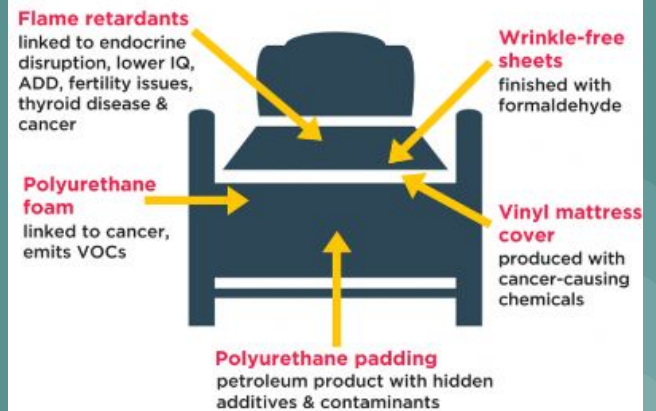 Flame retardants
linked to endocrine
disruption, lower IQ,
ADD, fertility issues,
thyroid disease &
cancer
Wrinkle-free
sheets
finished with
formaldehyde
Polyurethane
foam
linked to cancer,
emits VOCs
Vinyl mattress
cover
produced with
cancer-causing
chemicals
Polyurethane padding
petroleum product with hidden
additives & contaminants